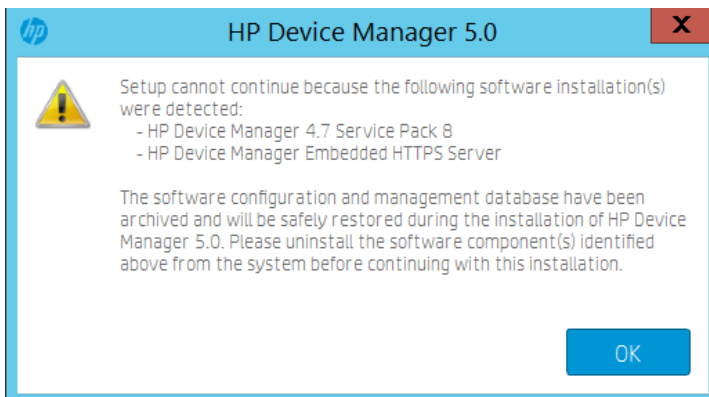 hp
HP Device Manager 5.0
X
Setup cannot continue because the following software installation(s)
were detected:
- HP Device Manager 4.7 Service Pack 8
- HP Device Manager Embedded HTTPS Server
The software configuration and management database have been
archived and will be safely restored during the installation of HP Device
Manager 5.0. Please uninstall the software component(s) identified
above from the system before continuing with this installation.
OK